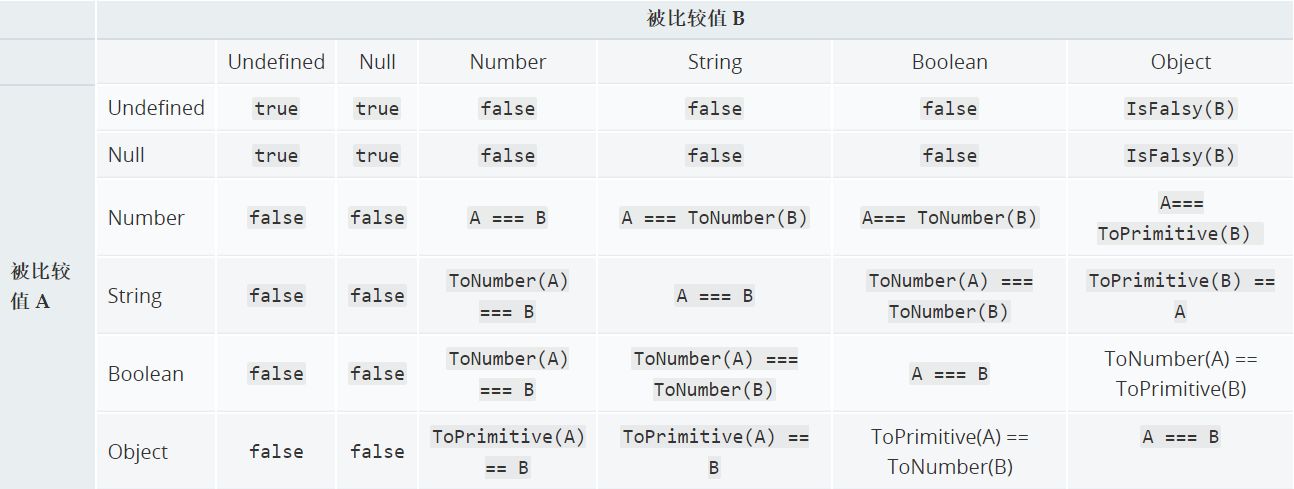 被比较值 B
Undefined Null Number String Boolean Object
Undefined true true false false false IsFalsy(B)
Null true true false false false IsFalsy(B)
Number false false A === B A === ToNumber(B) A=== ToNumber(B) A===
ToPrimitive(B)
被比较
值 A
String false false ToNumber(A)
=== B A === B ToNumber(A) ===
ToNumber(B) ToPrimitive(B) ==
A
Boolean false false ToNumber(A)
=== B ToNumber(A) ===
ToNumber(B) A === B ToNumber(A) ==
ToPrimitive(B)
Object false false ToPrimitive(A)
== B ToPrimitive(A) ==
B ToPrimitive(A) ==
ToNumber(B) A === B